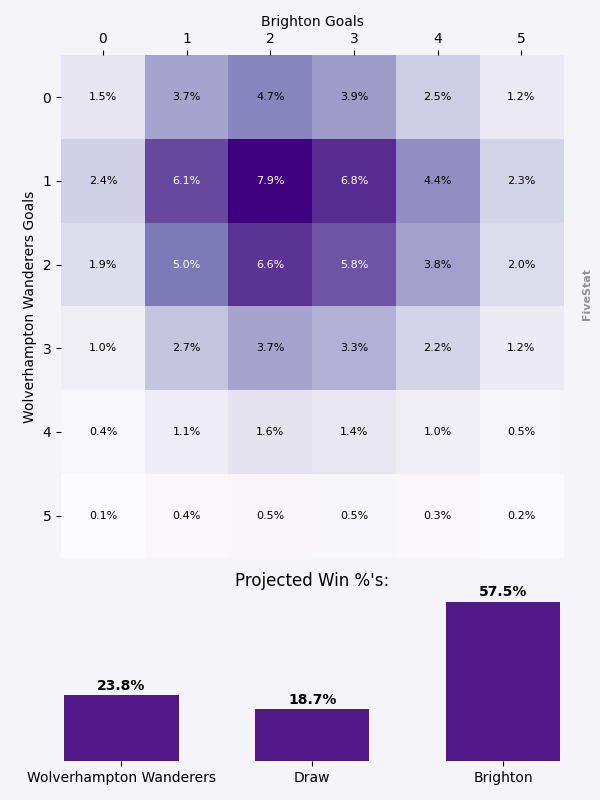 Brighton Goals
0 1 2 3 4 5
0 1.5% 3.7% 4.7% 3.9% 2.5% 1.2%
1 2.4% 6.1% 7.9% 6.8% 4.4% 2.3%
2 1.9% 5.0% 6.6% 5.8% 3.8% 2.0%
3 1.0% 2.7% 3.7% 3.3% 2.2% 1.2%
4 0.4% 1.1% 1.6% 1.4% 1.0% 0.5%
5 0.1% 0.4% 0.5% 0.5% 0.3% 0.2%
Wolverhampton Wanderers Goals
FiveStat
Projected Win %'s:
23.8% 18.7% 57.5%
Wolverhampton Wanderers Draw Brighton